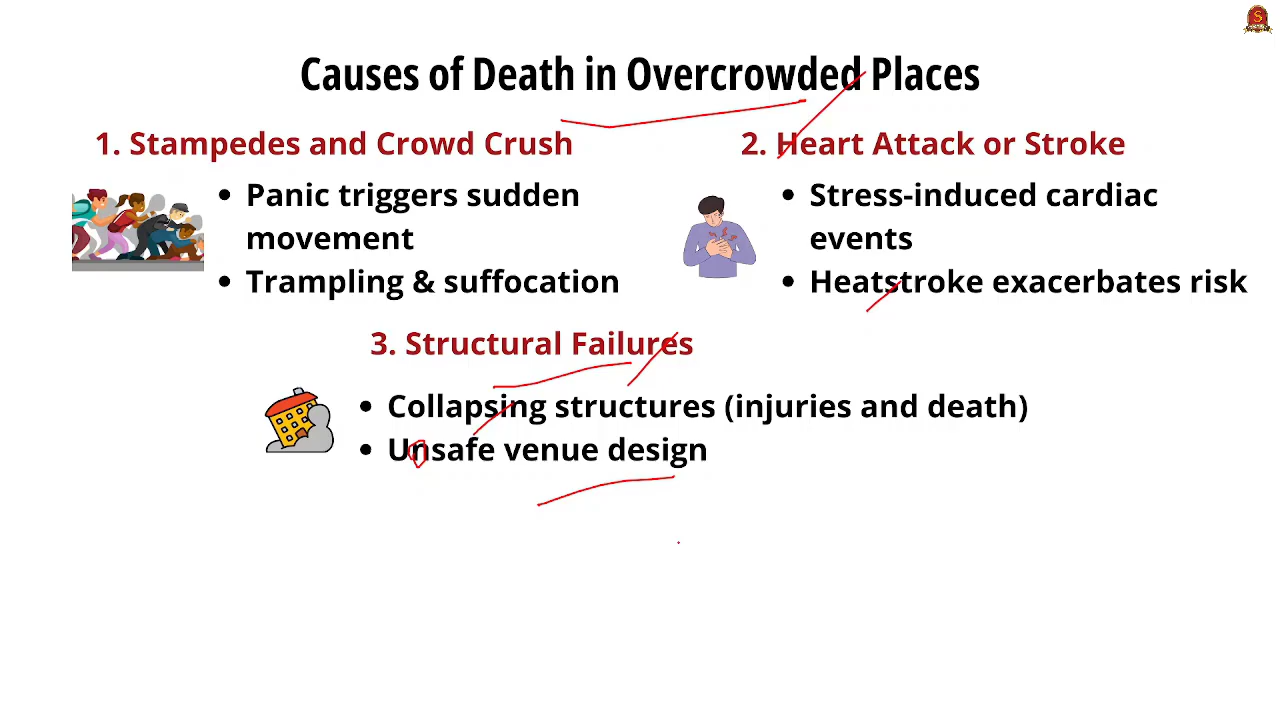 Causes of Death in Overcrowded Places
1. Stampedes and Crowd Crush
• Panic triggers sudden
movement
• Trampling & suffocation
2. Heart Attack or Stroke
• Stress-induced cardiac
events
• Heatstroke exacerbates risk
3. Structural Failures
• Collapsing structures (injuries and death)
• Unsafe venue design